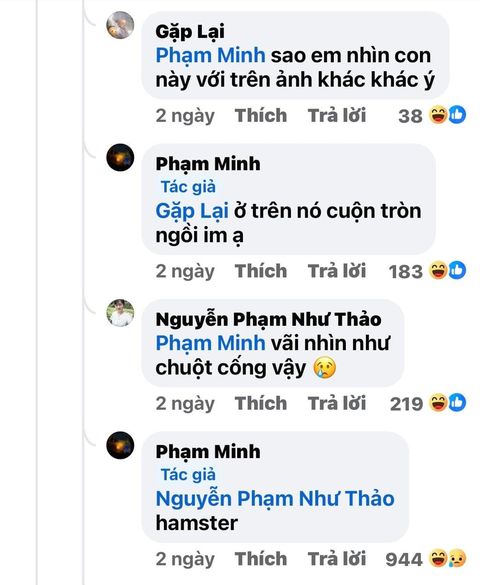 Gặp Lại
Phạm Minh sao em nhìn con
này với trên ảnh khác khác ý
2 ngày Thích Trả lời 38
Phạm Minh
Tác giả
Gặp Lại ở trên nó cuộn tròn
ngồi im ạ
2 ngày Thích Trả lời 183
Nguyễn Phạm Như Thảo
Phạm Minh vãi nhìn như
chuột cống vậy 😢
2 ngày Thích Trả lời 219
Phạm Minh
Tác giả
Nguyễn Phạm Như Thảo
hamster
2 ngày Thích Trả lời 944